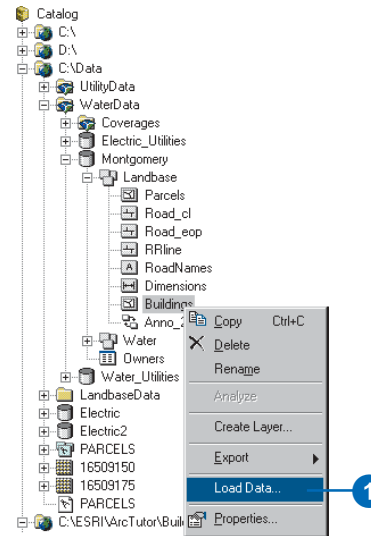 Catalog
C:\
D:\
C:\Data
UtilityData
WaterData
Coverages
Electric_Utilities
Montgomery
Landbase
Parcels
Road_cl
Road_eop
RRline
A RoadNames
Dimensions
Buildings
Anno_2
Water
Owners
Water_Utilities
LandbaseData
Electric
Electric2
PARCELS
16509150
16509175
PARCELS
C:\ESRI\ArcTutor\Buil
Copy Ctrl+C
Delete
Rename
Analyze
Create Layer...
Export
Load Data...
1
Properties...